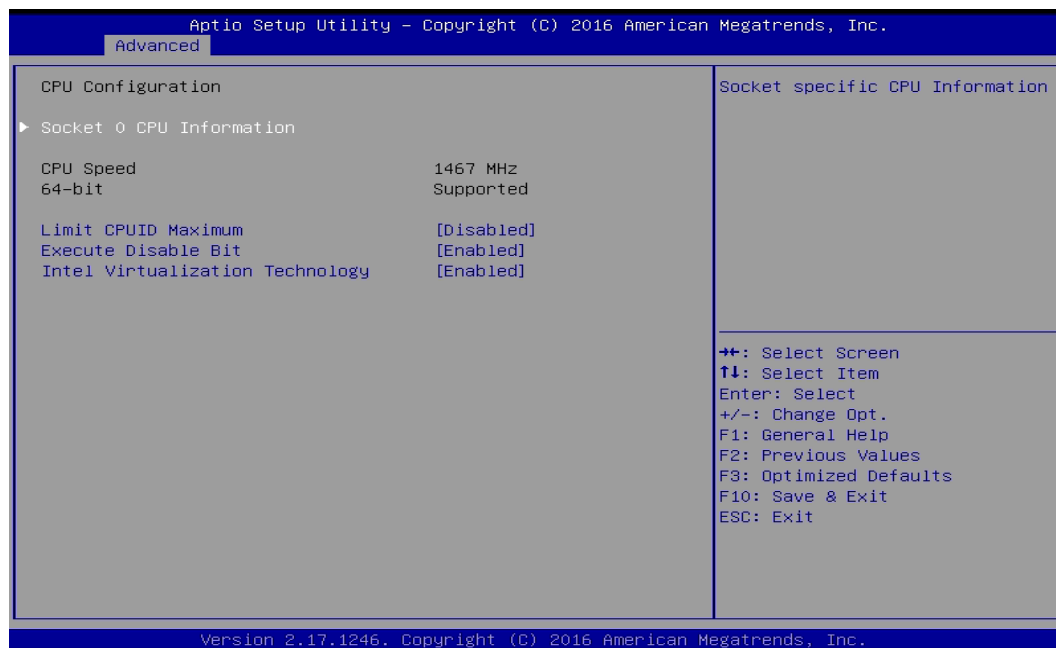 Aptio Setup Utility – Copyright (C) 2016 American Megatrends, Inc.
Advanced
CPU Configuration
Socket 0 CPU Information
CPU Speed 1467 MHz
64-bit Supported
Limit CPUID Maximum [Disabled]
Execute Disable Bit [Enabled]
Intel Virtualization Technology [Enabled]
Socket specific CPU Information
→←: Select Screen
↑↓: Select Item
Enter: Select
+/-: Change Opt.
F1: General Help
F2: Previous Values
F3: Optimized Defaults
F10: Save & Exit
ESC: Exit
Version 2.17.1246. Copyright (C) 2016 American Megatrends, Inc.